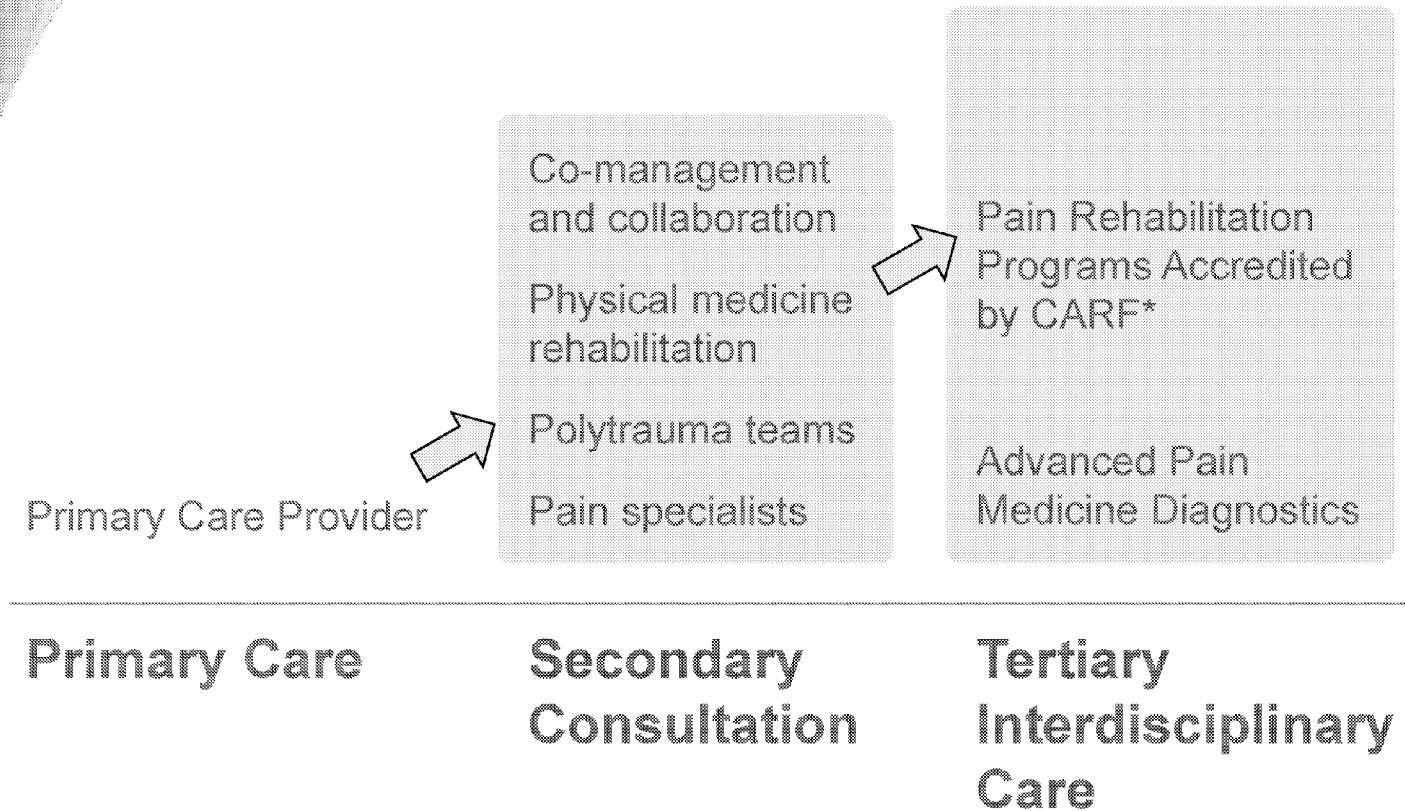 Primary Care Provider
Co-management
and collaboration
Physical medicine
rehabilitation
Polytrauma teams
Pain specialists
Pain Rehabilitation
Programs Accredited
by CARF*
Advanced Pain
Medicine Diagnostics
Primary Care
Secondary
Consultation
Tertiary
Interdisciplinary
Care